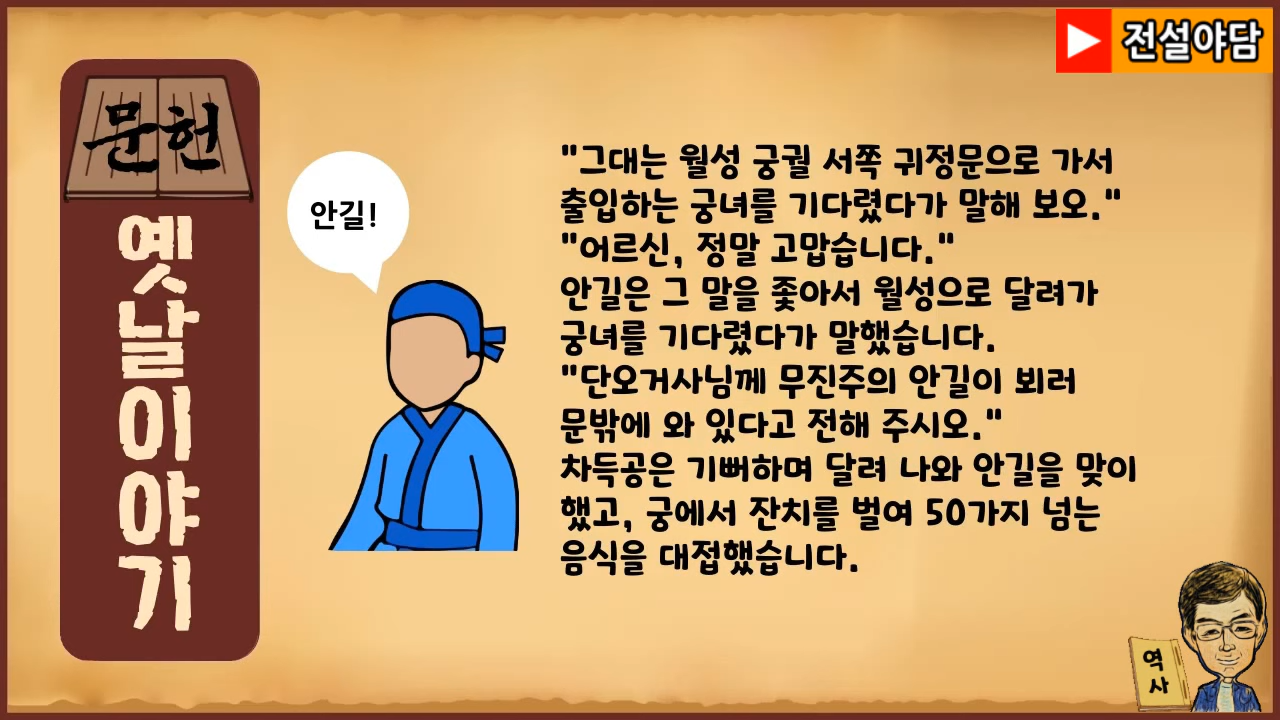 전설야담
문헌
옛날이야기
안길!
"그대는 월성 궁궐 서쪽 귀정문으로 가서
출입하는 궁녀를 기다렸다가 말해 보오."
"어르신, 정말 고맙습니다."
안길은 그 말을 좇아서 월성으로 달려가
궁녀를 기다렸다가 말했습니다.
"단오거사님께 무진주의 안길이 뵈러
문밖에 와 있다고 전해 주시오."
차득공은 기뻐하며 달려 나와 안길을 맞이
했고, 궁에서 잔치를 벌여 50가지 넘는
음식을 대접했습니다.
역사